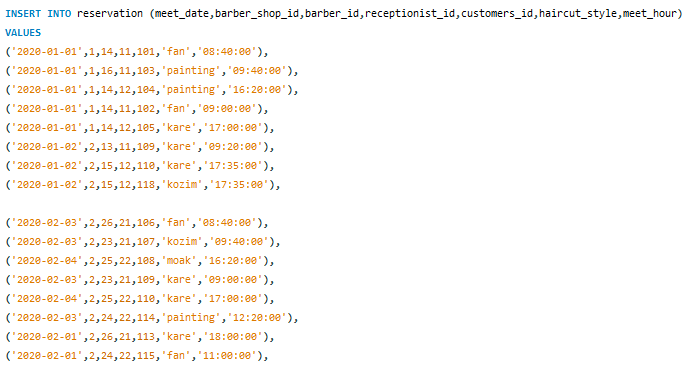 INSERT INTO reservation (meet_date,barber_shop_id,barber_id,receptionist_id,customers_id,haircut_style,meet_hour)
VALUES
('2020-01-01',1,14,11,101,'fan','08:40:00'),
('2020-01-01',1,16,11,103,'painting','09:40:00'),
('2020-01-01',1,14,12,104,'painting','16:20:00'),
('2020-01-01',1,14,11,102,'fan','09:00:00'),
('2020-01-01',1,14,12,105,'kare','17:00:00'),
('2020-01-02',2,13,11,109,'kare','09:20:00'),
('2020-01-02',2,15,12,110,'kare','17:35:00'),
('2020-01-02',2,15,12,118,'kozim','17:35:00'),
('2020-02-03',2,26,21,106,'fan','08:40:00'),
('2020-02-03',2,23,21,107,'kozim','09:40:00'),
('2020-02-04',2,25,22,108,'moak','16:20:00'),
('2020-02-03',2,23,21,109,'kare','09:00:00'),
('2020-02-04',2,25,22,110,'kare','17:00:00'),
('2020-02-03',2,24,22,114,'painting','12:20:00'),
('2020-02-01',2,26,21,113,'kare','18:00:00'),
('2020-02-01',2,24,22,115,'fan','11:00:00'),